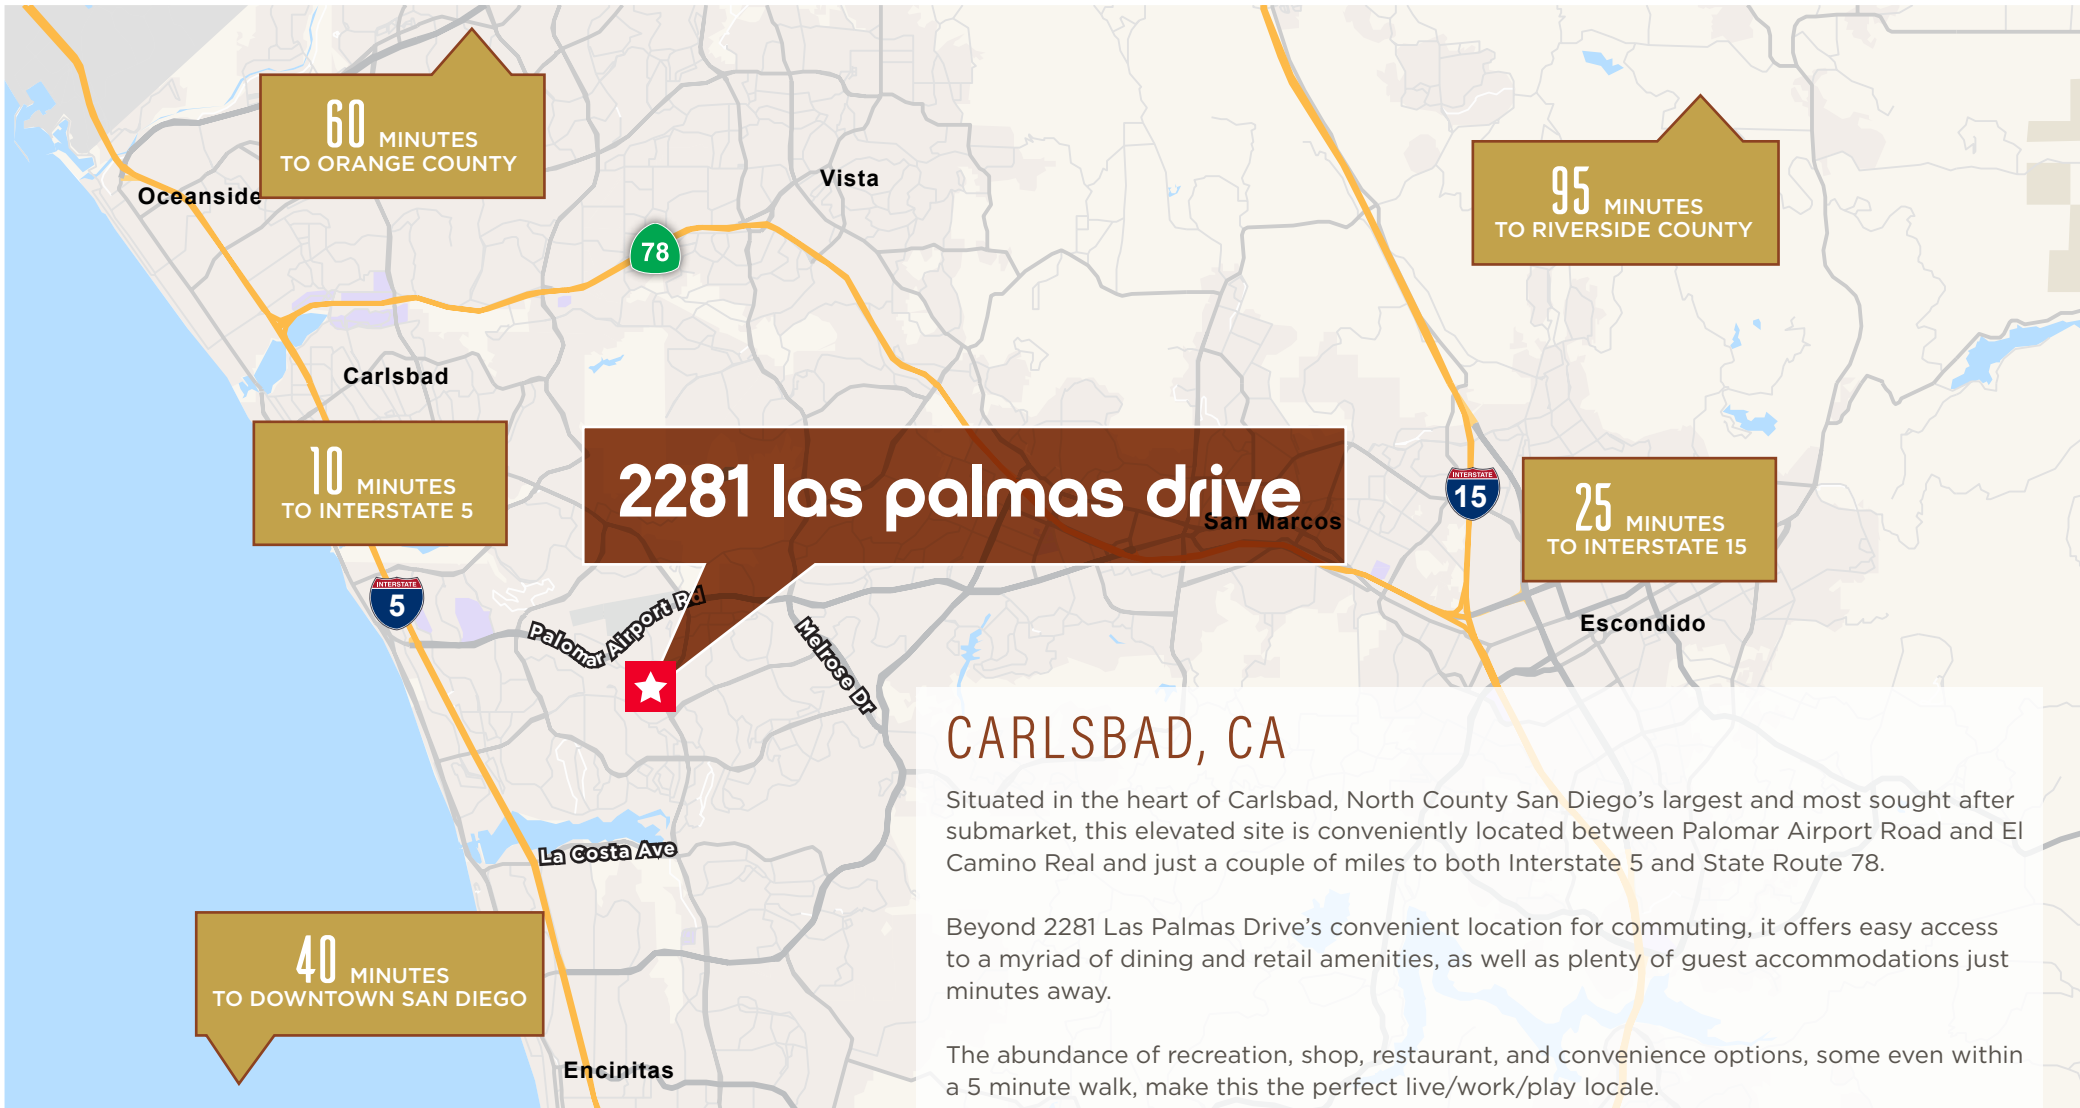 60 MINUTES
TO ORANGE COUNTY
95 MINUTES
TO RIVERSIDE COUNTY
Oceanside
Vista
78
Carlsbad
10 MINUTES
TO INTERSTATE 5
2281 las palmas drive
San Marcos
INTERSTATE
15
25 MINUTES
TO INTERSTATE 15
INTERSTATE
5
Palomar Airport Rd
Melrose Dr
Escondido
La Costa Ave
40 MINUTES
TO DOWNTOWN SAN DIEGO
Encinitas
CARLSBAD, CA
Situated in the heart of Carlsbad, North County San Diego’s largest and most sought after
submarket, this elevated site is conveniently located between Palomar Airport Road and El
Camino Real and just a couple of miles to both Interstate 5 and State Route 78.
Beyond 2281 Las Palmas Drive’s convenient location for commuting, it offers easy access
to a myriad of dining and retail amenities, as well as plenty of guest accommodations just
minutes away.
The abundance of recreation, shop, restaurant, and convenience options, some even within
a 5 minute walk, make this the perfect live/work/play locale.